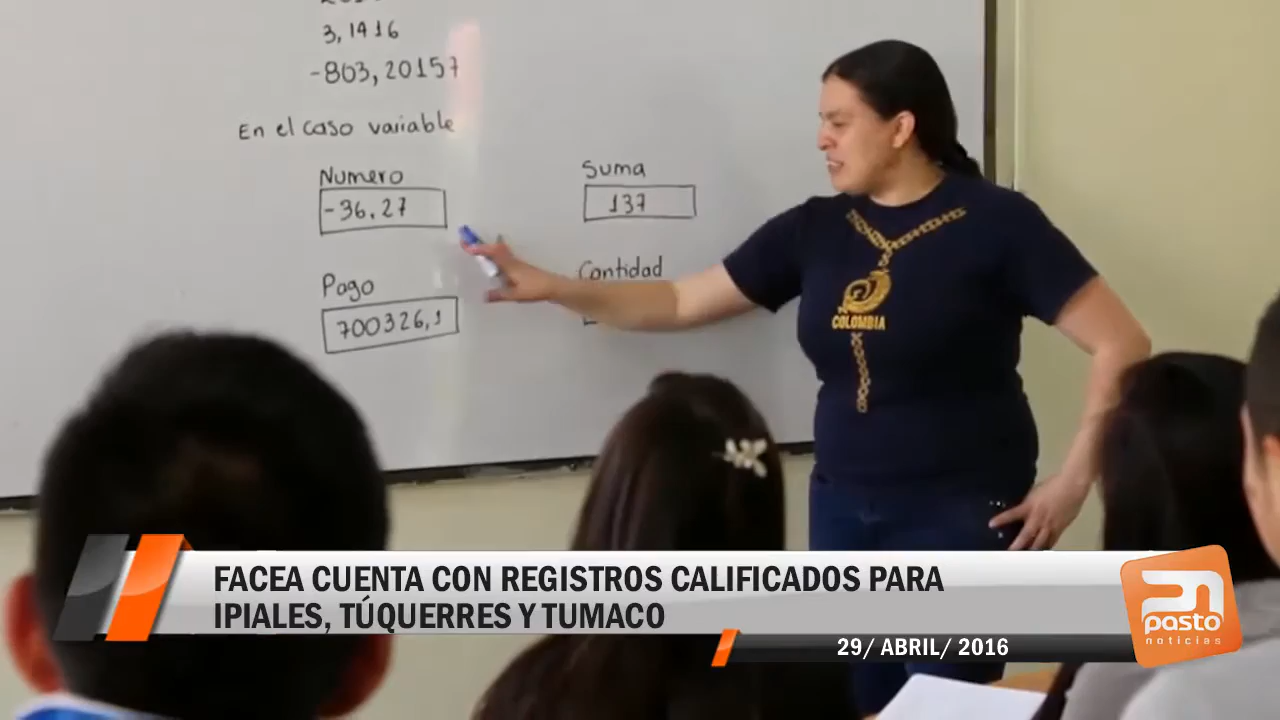 3,1416
-803,20157
En el caso variable
Numero
-36,27
Suma
137
Pago
700326,1
Cantidad
COLOMBIA
FACEA CUENTA CON REGISTROS CALIFICADOS PARA
IPIALES, TÚQUERRES Y TUMACO
29/ ABRIL/ 2016
pasto
noticias